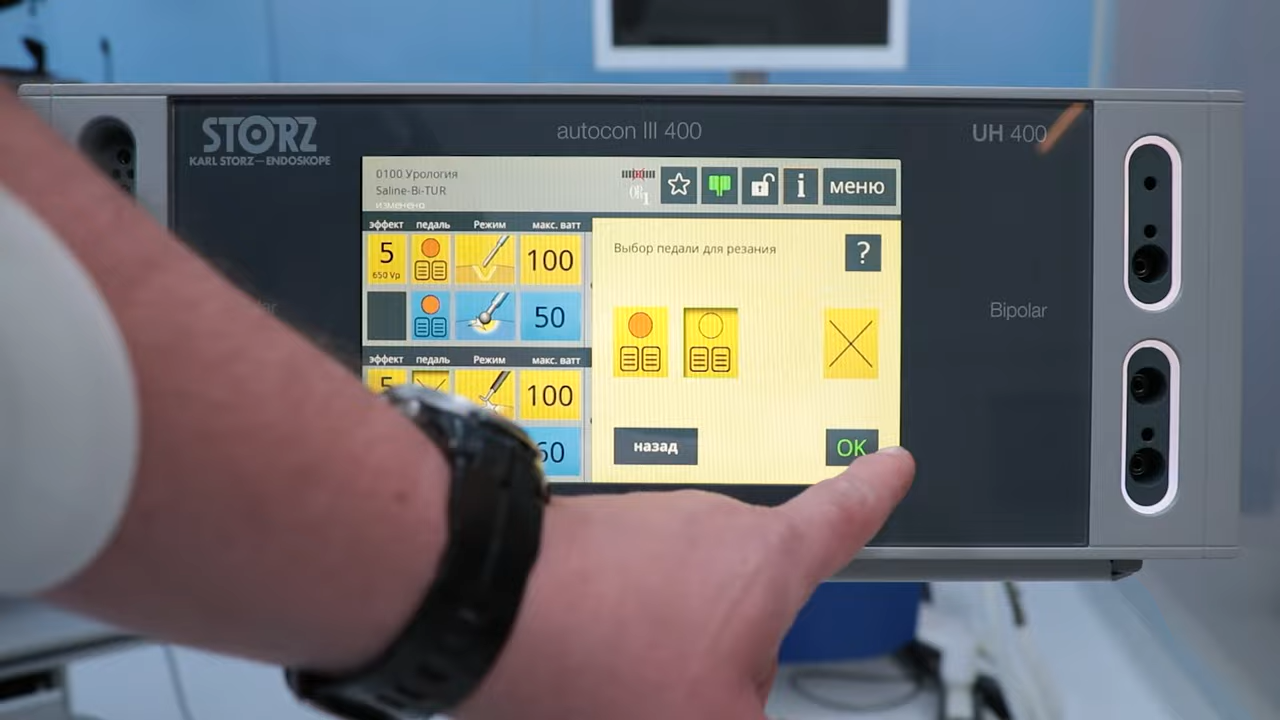 STORZ
KARL STORZ—ENDOSKOPE
autocon III 400
UH 400
0100 Урология
Saline-Bi-TUR
изменено
i
меню
эффект педаль Режим макс. ватт
5
650 Vp
100
50
эффект педаль Режим макс. ватт
5
100
60
Выбор педали для резания
?
назад
OK
Bipolar